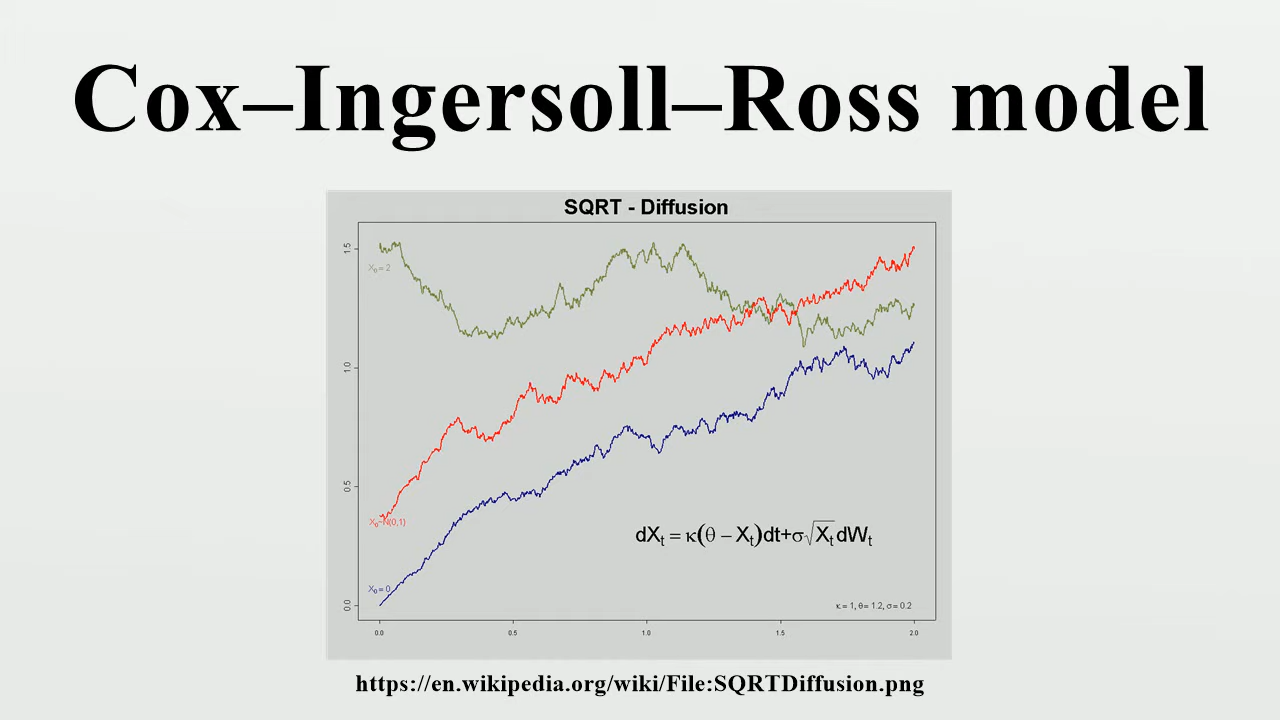 Cox–Ingersoll–Ross model
SQRT - Diffusion
1.5
X₀ = 2
1.0
0.5
X₀~N(0,1)
dXₜ = κ(θ − Xₜ)dt+σ√Xₜ dWₜ
X₀ = 0
0.0
κ = 1, θ = 1.2, σ = 0.2
0.0 0.5 1.0 1.5 2.0
https://en.wikipedia.org/wiki/File:SQRTDiffusion.png